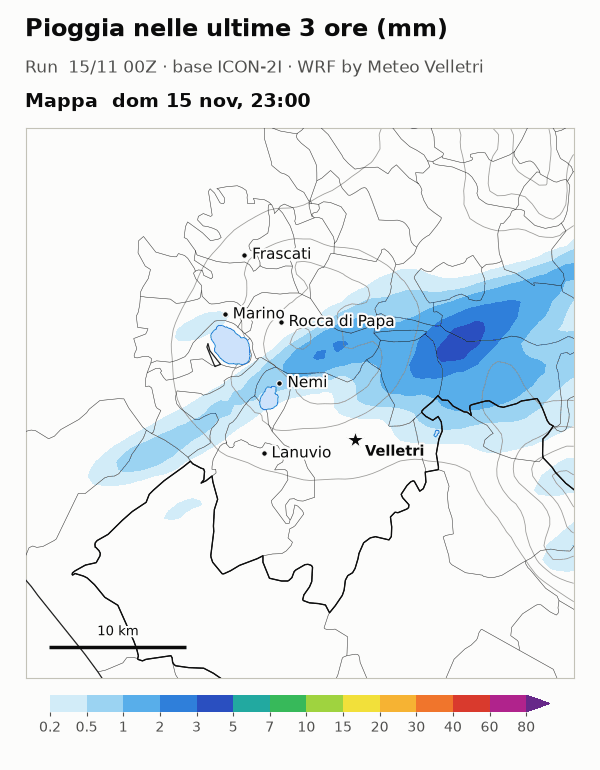 Pioggia nelle ultime 3 ore (mm)
Run 15/11 00Z · base ICON-2I · WRF by Meteo Velletri
Mappa dom 15 nov, 23:00
Frascati
Marino
Rocca di Papa
Nemi
Velletri
Lanuvio
10 km
0.2 0.5 1 2 3 5 7 10 15 20 30 40 60 80